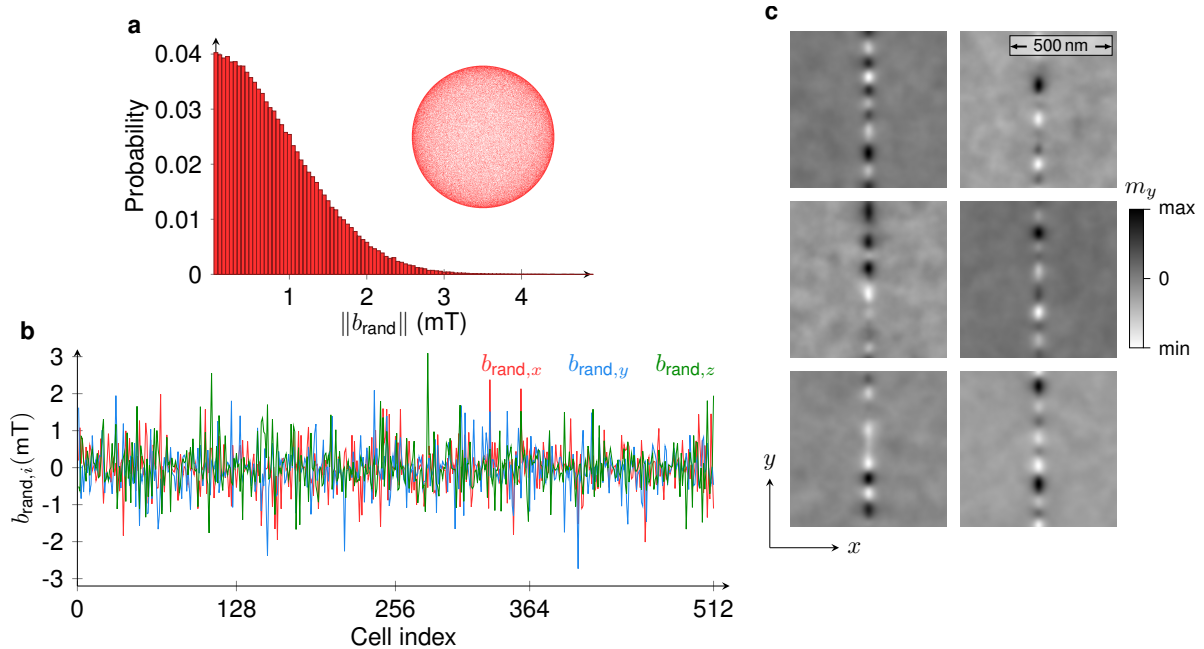 a
Probability
0.04
0.03
0.02
0.01
0
1 2 3 4
‖b_rand‖ (mT)
b
b_rand,i (mT)
3
2
1
0
-1
-2
-3
b_rand,x b_rand,y b_rand,z
0 128 256 364 512
Cell index
c
500 nm
m_y
max
0
min
y
x